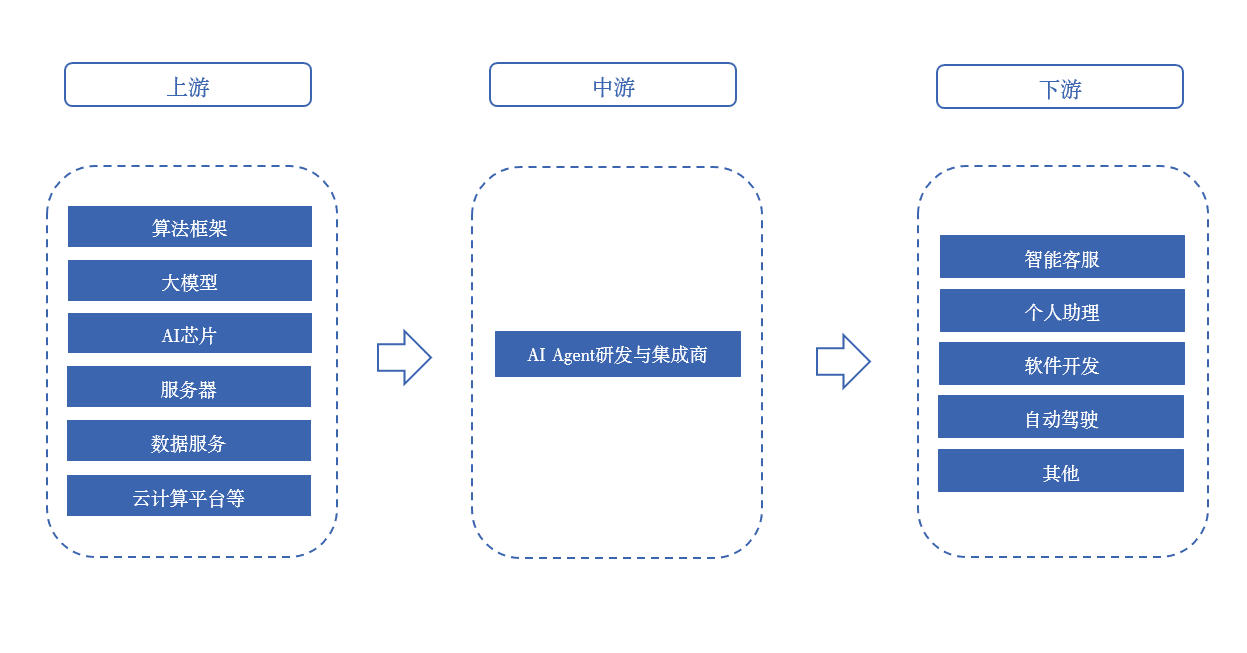 上游
中游
下游
算法框架
大模型
AI芯片
服务器
数据服务
云计算平台等
AI Agent研发与集成商
智能客服
个人助理
软件开发
自动驾驶
其他